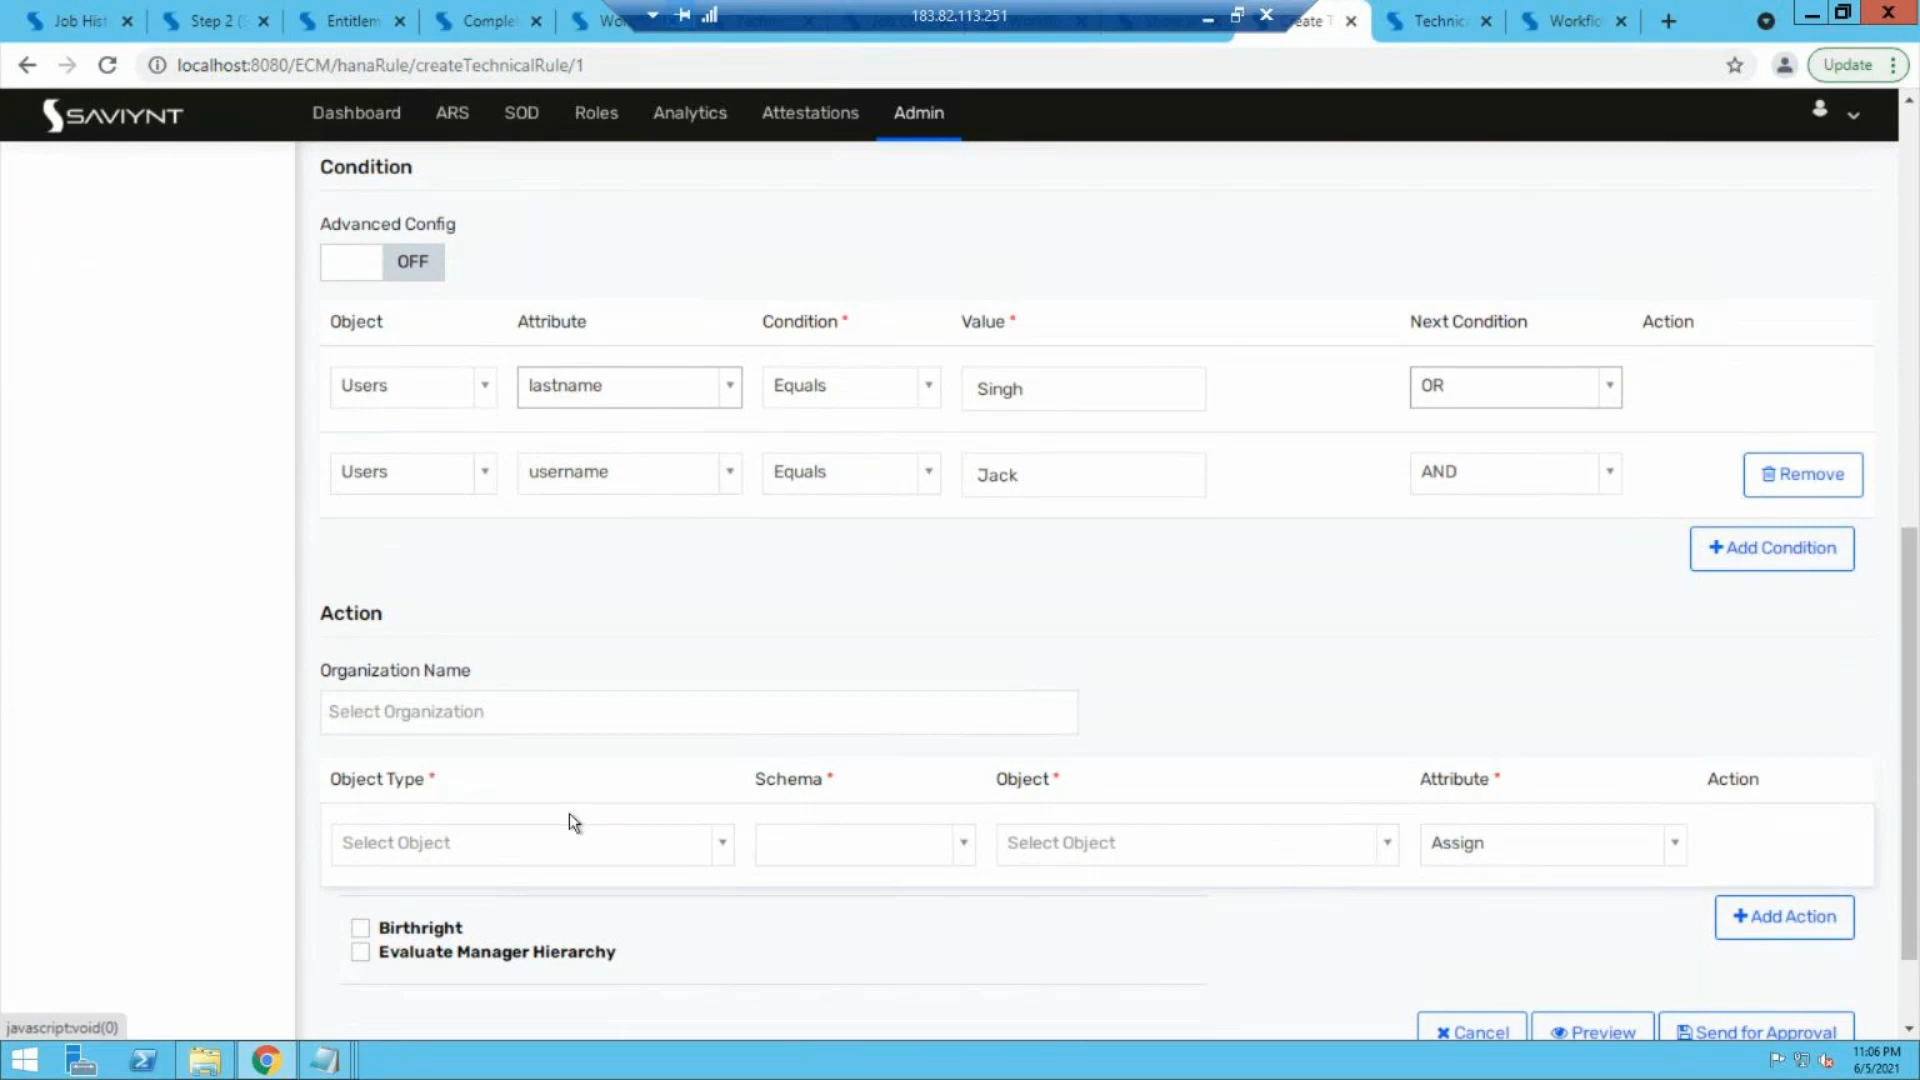 Job Hist
Step 2 (
Entitlem
Comple
183.82.113.251
Create T
Technic
Workflo
localhost:8080/ECM/hanaRule/createTechnicalRule/1
Update
SAVIYNT
Dashboard
ARS
SOD
Roles
Analytics
Attestations
Admin
Condition
Advanced Config
OFF
Object
Attribute
Condition *
Value *
Next Condition
Action
Users
lastname
Equals
Singh
OR
Users
username
Equals
Jack
AND
Remove
+Add Condition
Action
Organization Name
Select Organization
Object Type *
Schema *
Object *
Attribute *
Action
Select Object
Select Object
Assign
Birthright
+Add Action
Evaluate Manager Hierarchy
javascript:void(0)
Cancel
Preview
Send for Approval
11:06 PM
6/5/2021